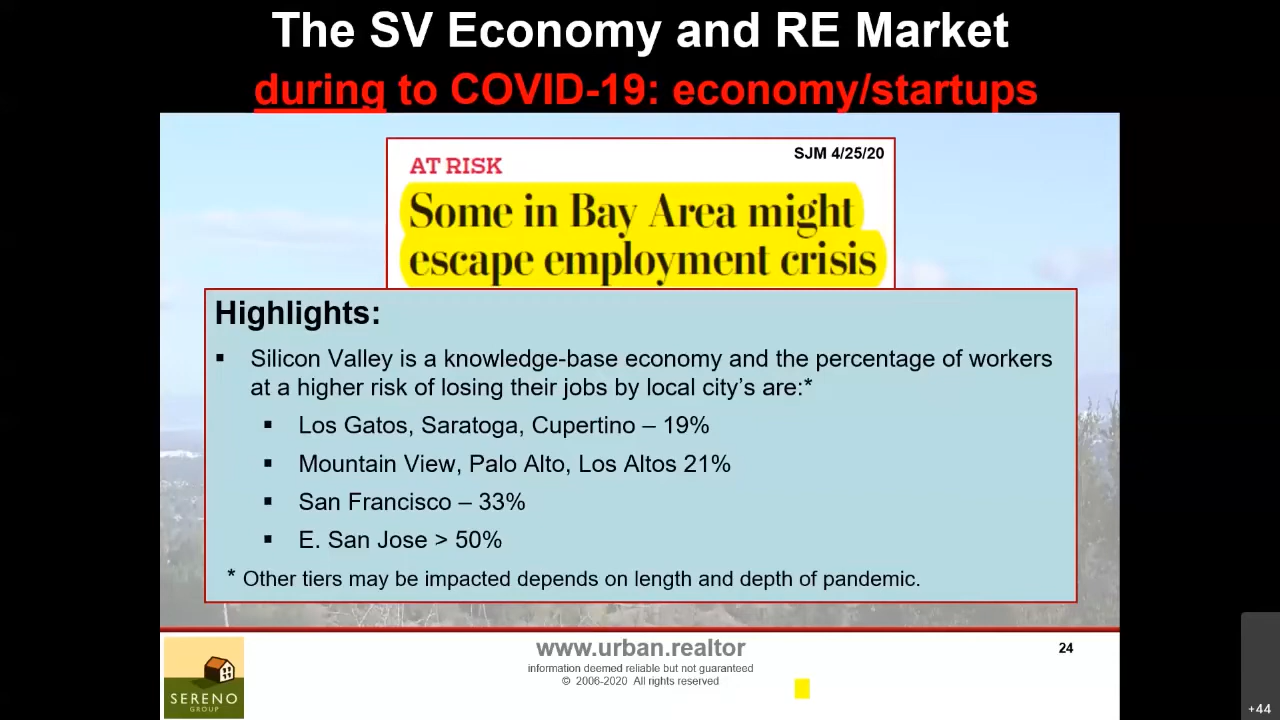 The SV Economy and RE Market
during to COVID-19: economy/startups
SJM 4/25/20
AT RISK
Some in Bay Area might
escape employment crisis
Highlights:
▪ Silicon Valley is a knowledge-base economy and the percentage of workers
at a higher risk of losing their jobs by local city's are:*
▪ Los Gatos, Saratoga, Cupertino – 19%
▪ Mountain View, Palo Alto, Los Altos 21%
▪ San Francisco – 33%
▪ E. San Jose > 50%
* Other tiers may be impacted depends on length and depth of pandemic.
www.urban.realtor
24
information deemed reliable but not guaranteed
© 2006-2020 All rights reserved
SERENO
GROUP
+44